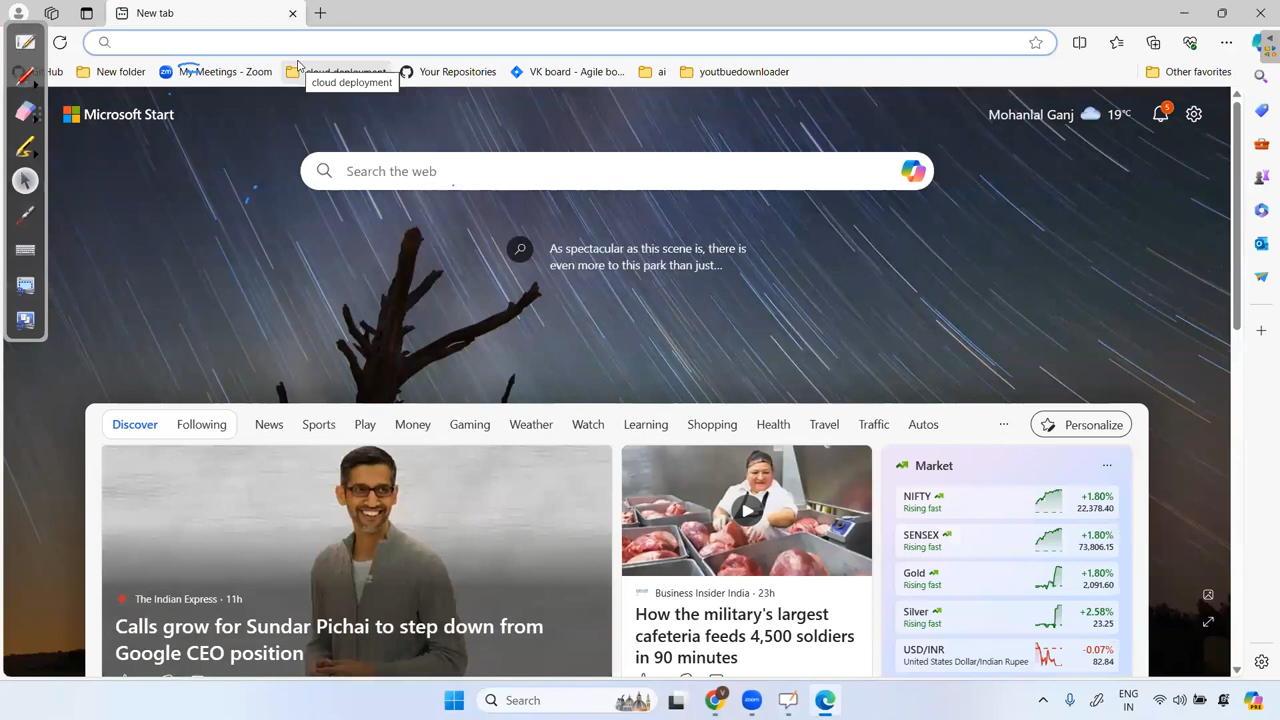 New tab
GitHub New folder My Meetings - Zoom cloud deployment Your Repositories VK board - Agile bo... ai youtbuedownloader Other favorites
cloud deployment
Microsoft Start
Mohanlal Ganj 19°C 5
Search the web
As spectacular as this scene is, there is
even more to this park than just...
Discover Following News Sports Play Money Gaming Weather Watch Learning Shopping Health Travel Traffic Autos ... Personalize
The Indian Express · 11h
Calls grow for Sundar Pichai to step down from
Google CEO position
Business Insider India · 23h
How the military's largest
cafeteria feeds 4,500 soldiers
in 90 minutes
Market ...
NIFTY +1.80%
Rising fast 22,378.40
SENSEX +1.80%
Rising fast 73,806.15
Gold +1.80%
Rising fast 2,091.60
Silver +2.58%
Rising fast 23.25
USD/INR -0.07%
United States Dollar/Indian Rupee 82.84
Search
zm
V
zoom
ENG
IN
PRE